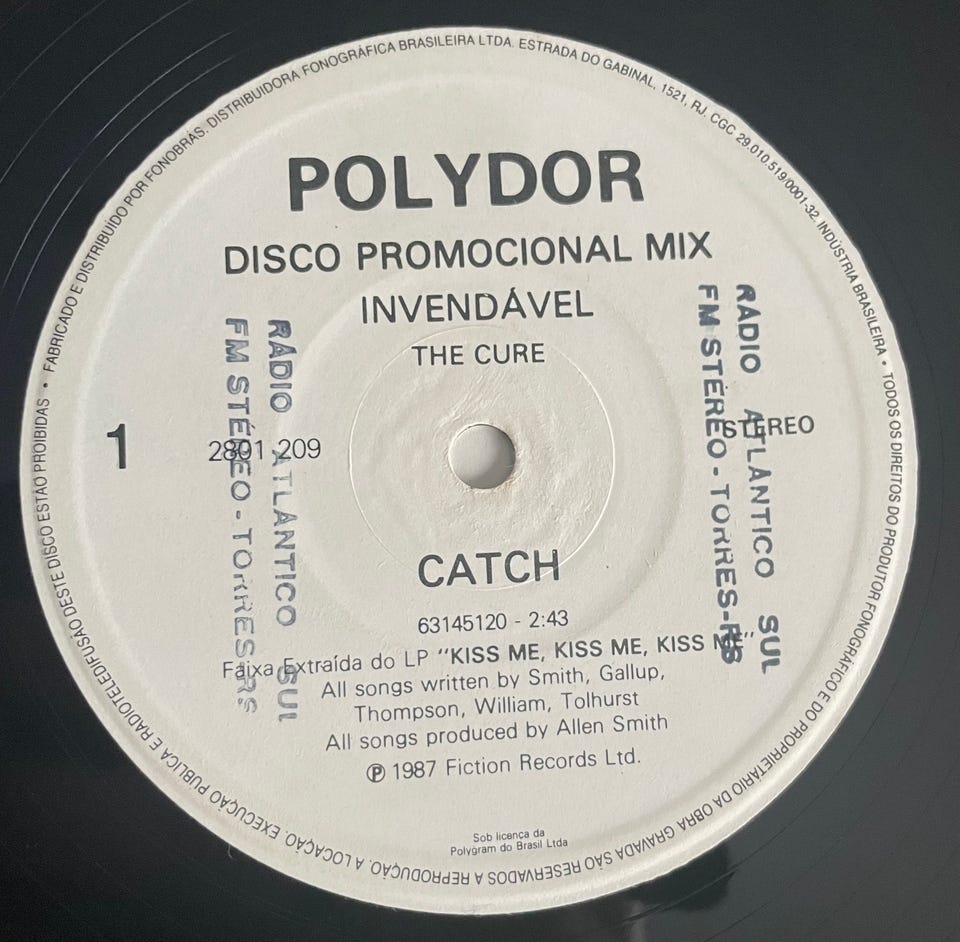 POLYDOR
DISCO PROMOCIONAL MIX
INVENDÁVEL
THE CURE
1
2801 209
STEREO
CATCH
63145120 - 2:43
Faixa Extraída do LP "KISS ME, KISS ME, KISS ME"
All songs written by Smith, Gallup,
Thompson, William, Tolhurst
All songs produced by Allen Smith
℗ 1987 Fiction Records Ltd.
Sob licença da
Polygram do Brasil Ltda
RÁDIO ATLÂNTICO SUL
FM STÉREO - TORRES-RS
RÁDIO ATLÂNTICO SUL
FM STÉREO - TORRES-RS
• FABRICADO E DISTRIBUÍDO POR FONOBRAS. DISTRIBUIDORA FONOGRÁFICA BRASILEIRA LTDA. ESTRADA DO GABINAL, 1521, RJ. CGC 29.010.519/0001-32. INDÚSTRIA BRASILEIRA • TODOS OS DIREITOS DO PRODUTOR FONOGRÁFICO E DO PROPRIETARIO DA OBRA GRAVADA SÃO RESERVADOS A REPRODUÇÃO. A LOCAÇÃO. EXECUÇÃO PÚBLICA E RADIOTELEDIFUSÃO DESTE DISCO ESTÃO PROIBIDAS